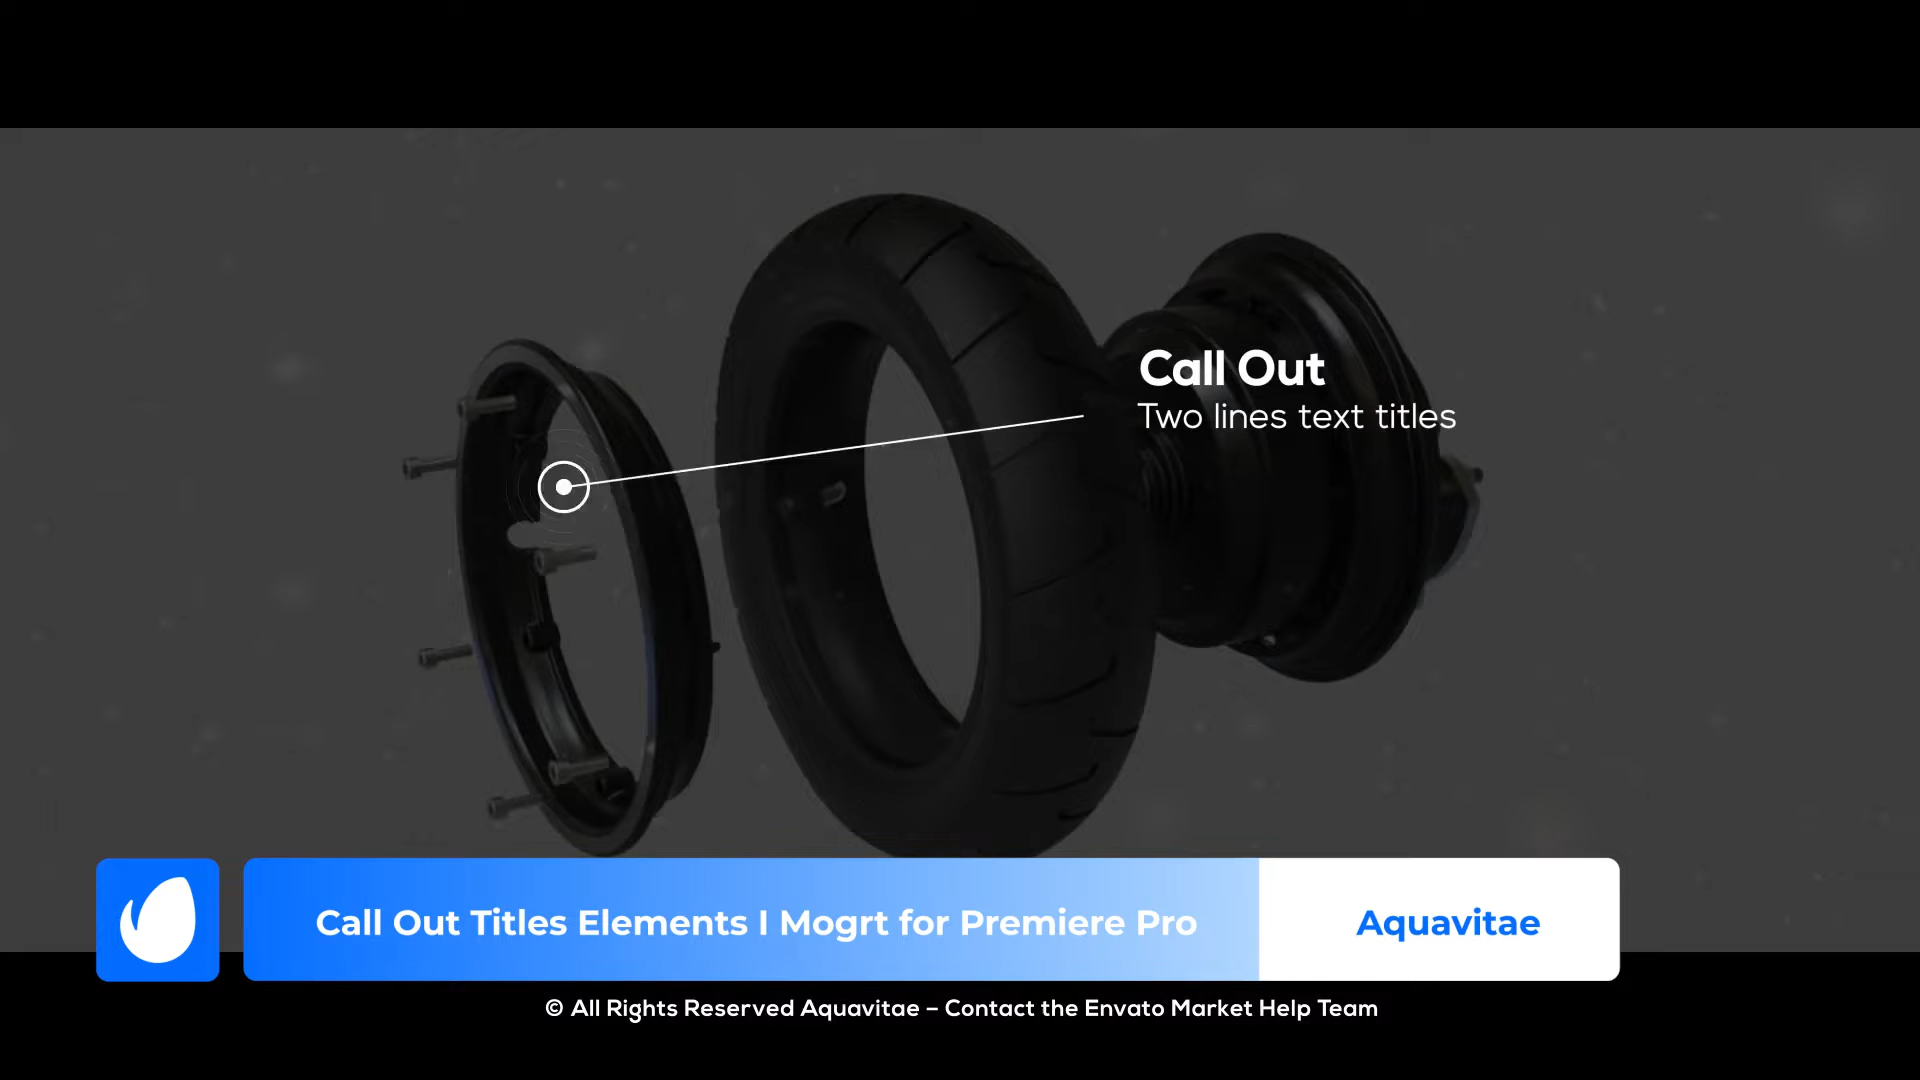 Call Out
Two lines text titles
Call Out Titles Elements I Mogrt for Premiere Pro
Aquavitae
© All Rights Reserved Aquavitae – Contact the Envato Market Help Team